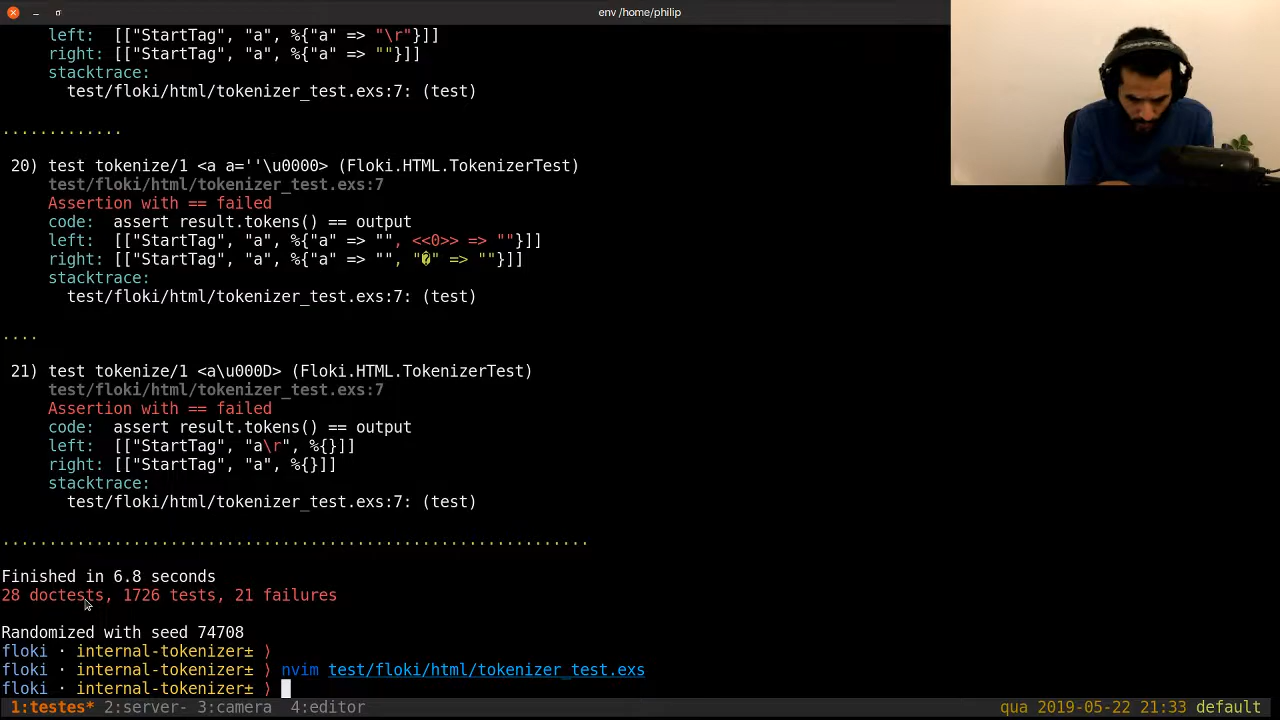 env /home/philip
left:  [["StartTag", "a", %{"a" => "\r"}]]
right: [["StartTag", "a", %{"a" => ""}]]
stacktrace:
test/floki/html/tokenizer_test.exs:7: (test)
.............
20) test tokenize/1 <a a=''\u0000> (Floki.HTML.TokenizerTest)
test/floki/html/tokenizer_test.exs:7
Assertion with == failed
code:  assert result.tokens() == output
left:  [["StartTag", "a", %{"a" => "", <<0>> => ""}]]
right: [["StartTag", "a", %{"a" => "", "�" => ""}]]
stacktrace:
test/floki/html/tokenizer_test.exs:7: (test)
....
21) test tokenize/1 <a\u000D> (Floki.HTML.TokenizerTest)
test/floki/html/tokenizer_test.exs:7
Assertion with == failed
code:  assert result.tokens() == output
left:  [["StartTag", "a\r", %{}]]
right: [["StartTag", "a", %{}]]
stacktrace:
test/floki/html/tokenizer_test.exs:7: (test)
...............................................................
Finished in 6.8 seconds
28 doctests, 1726 tests, 21 failures
Randomized with seed 74708
floki · internal-tokenizer± ⟩
floki · internal-tokenizer± ⟩ nvim test/floki/html/tokenizer_test.exs
floki · internal-tokenizer± ⟩
1:testes* 2:server- 3:camera  4:editor qua 2019-05-22 21:33 default